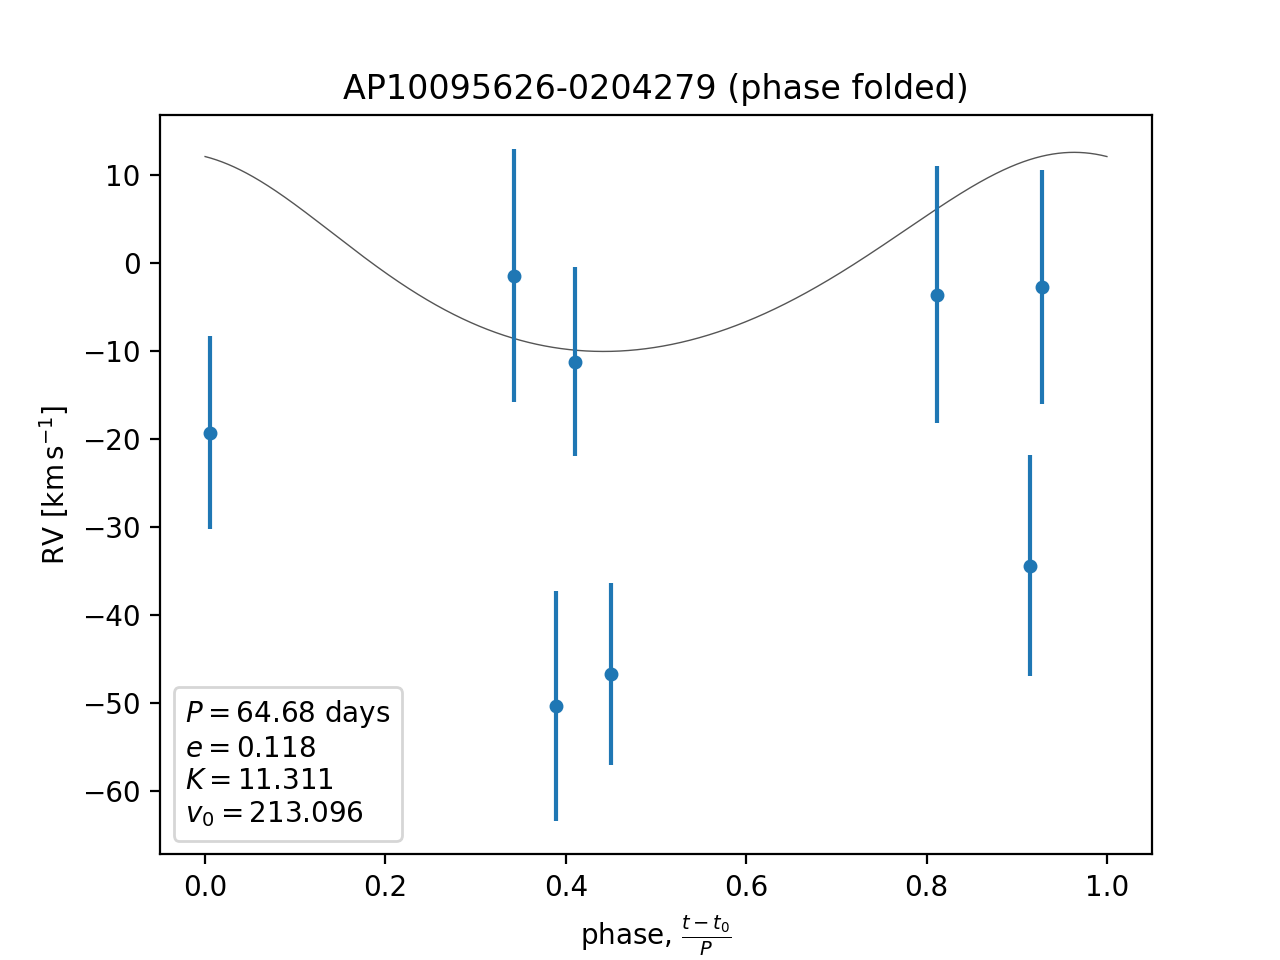 AP10095626-0204279 (phase folded)
RV [km s⁻¹]
10
0
−10
−20
−30
−40
−50
−60
P = 64.68 days
e = 0.118
K = 11.311
v₀ = 213.096
0.0 0.2 0.4 0.6 0.8 1.0
phase, (t − t₀)/P